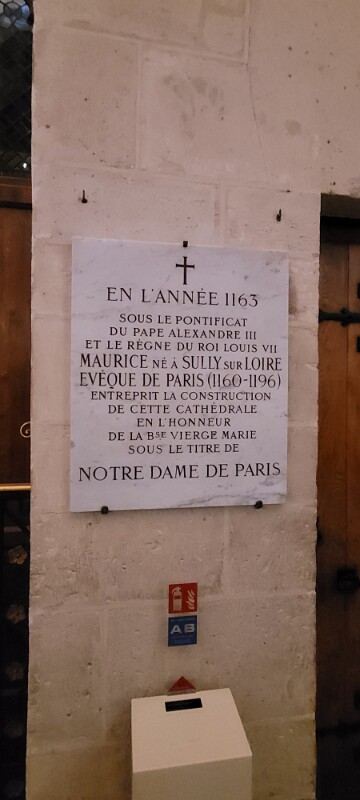 EN L'ANNÉE 1163
SOUS LE PONTIFICAT
DU PAPE ALEXANDRE III
ET LE RÈGNE DU ROI LOUIS VII
MAURICE NÉ À SULLY SUR LOIRE
EVÊQUE DE PARIS (1160-1196)
ENTREPRIT LA CONSTRUCTION
DE CETTE CATHÉDRALE
EN L'HONNEUR
DE LA BSE VIERGE MARIE
SOUS LE TITRE DE
NOTRE DAME DE PARIS
AB